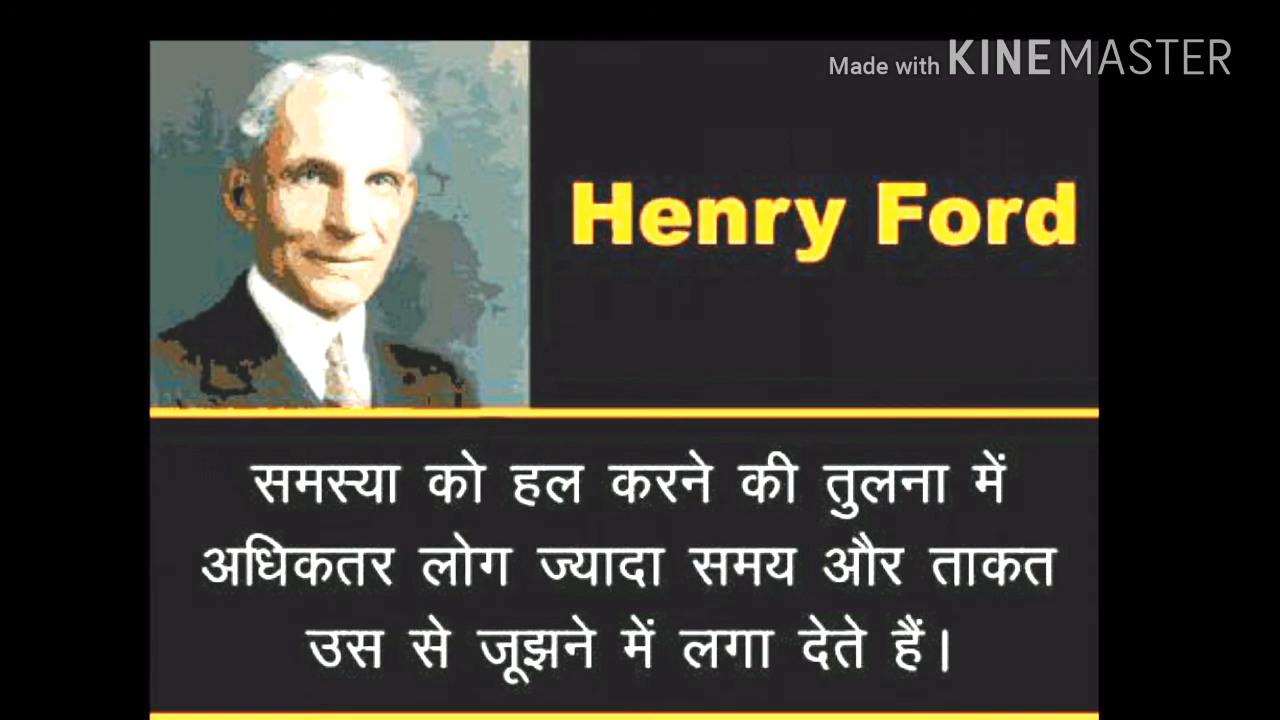 Made with KINEMASTER
Henry Ford
समस्या को हल करने की तुलना में
अधिकतर लोग ज्यादा समय और ताकत
उस से जूझने में लगा देते हैं।